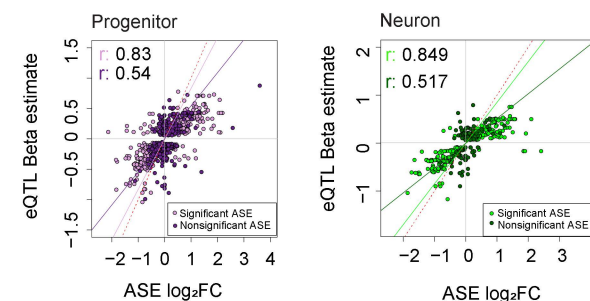 Progenitor
r: 0.83
r: 0.54
eQTL Beta estimate
1.5
0.5
0
−0.5
−1.5
Significant ASE
Nonsignificant ASE
−2 −1 0 1 2 3 4
ASE log₂FC
Neuron
r: 0.849
r: 0.517
eQTL Beta estimate
2
1
0
−1
Significant ASE
Nonsignificant ASE
−2 −1 0 1 2 3
ASE log₂FC